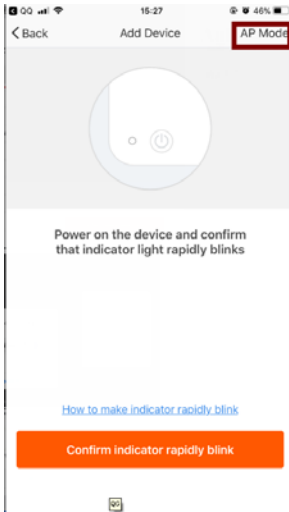 QQ 15:27 46%
Back Add Device AP Mode
Power on the device and confirm
that indicator light rapidly blinks
How to make indicator rapidly blink
Confirm indicator rapidly blink